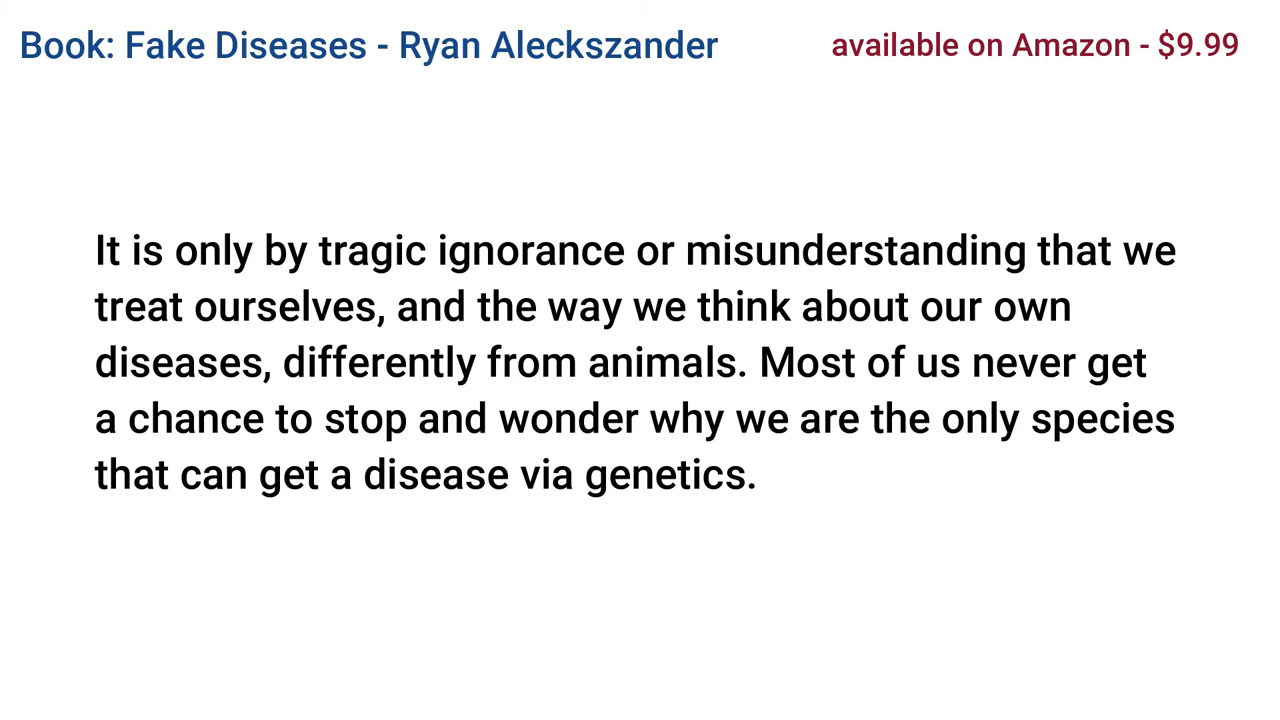 Book: Fake Diseases - Ryan Aleckszander
available on Amazon - $9.99
It is only by tragic ignorance or misunderstanding that we
treat ourselves, and the way we think about our own
diseases, differently from animals. Most of us never get
a chance to stop and wonder why we are the only species
that can get a disease via genetics.